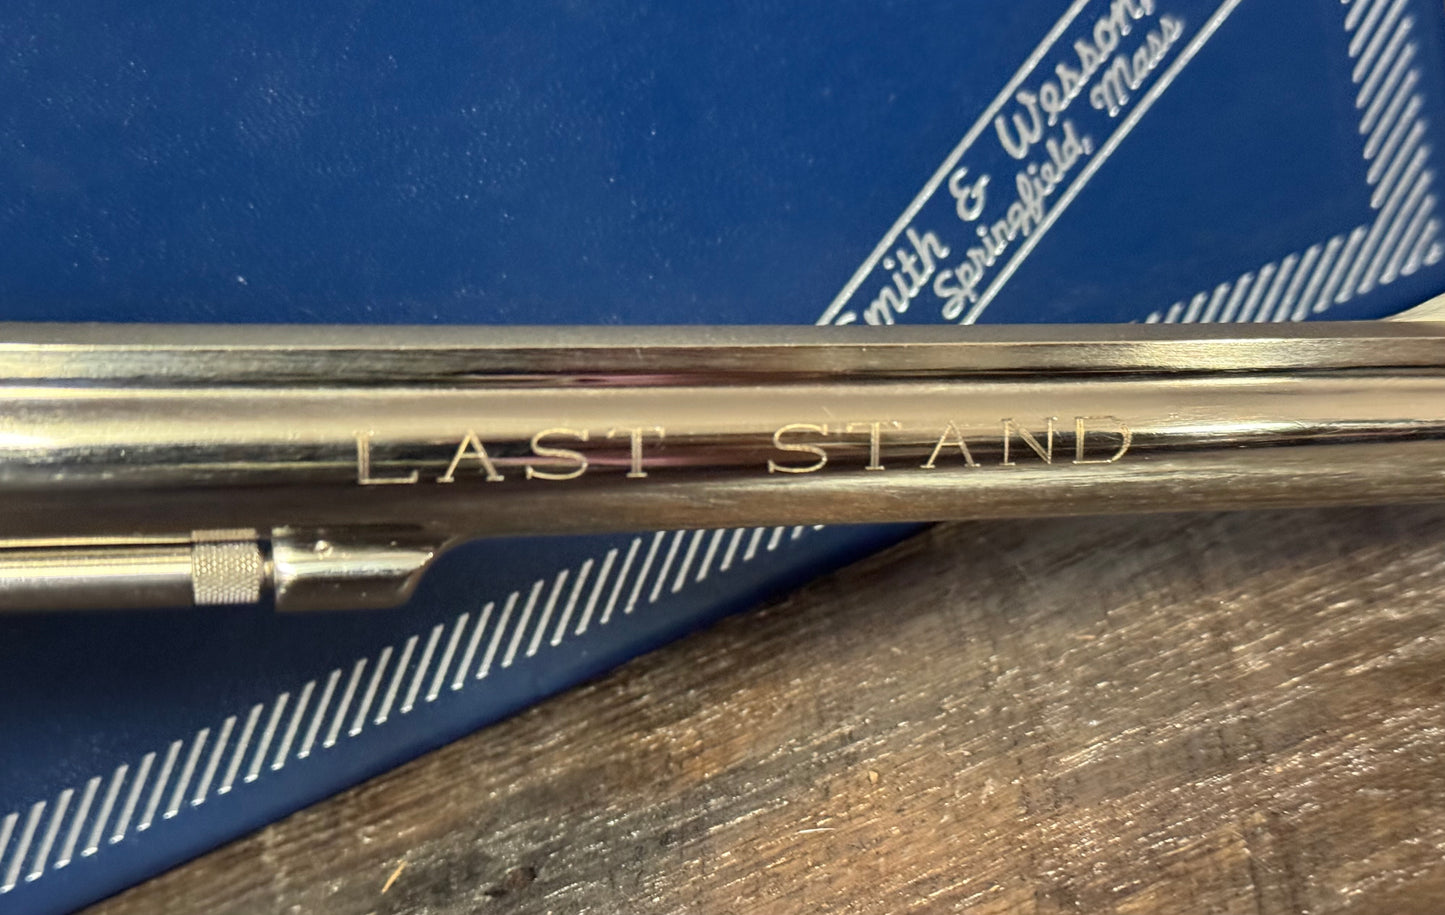 Smith & Wesson,
Springfield, Mass
LAST STAND